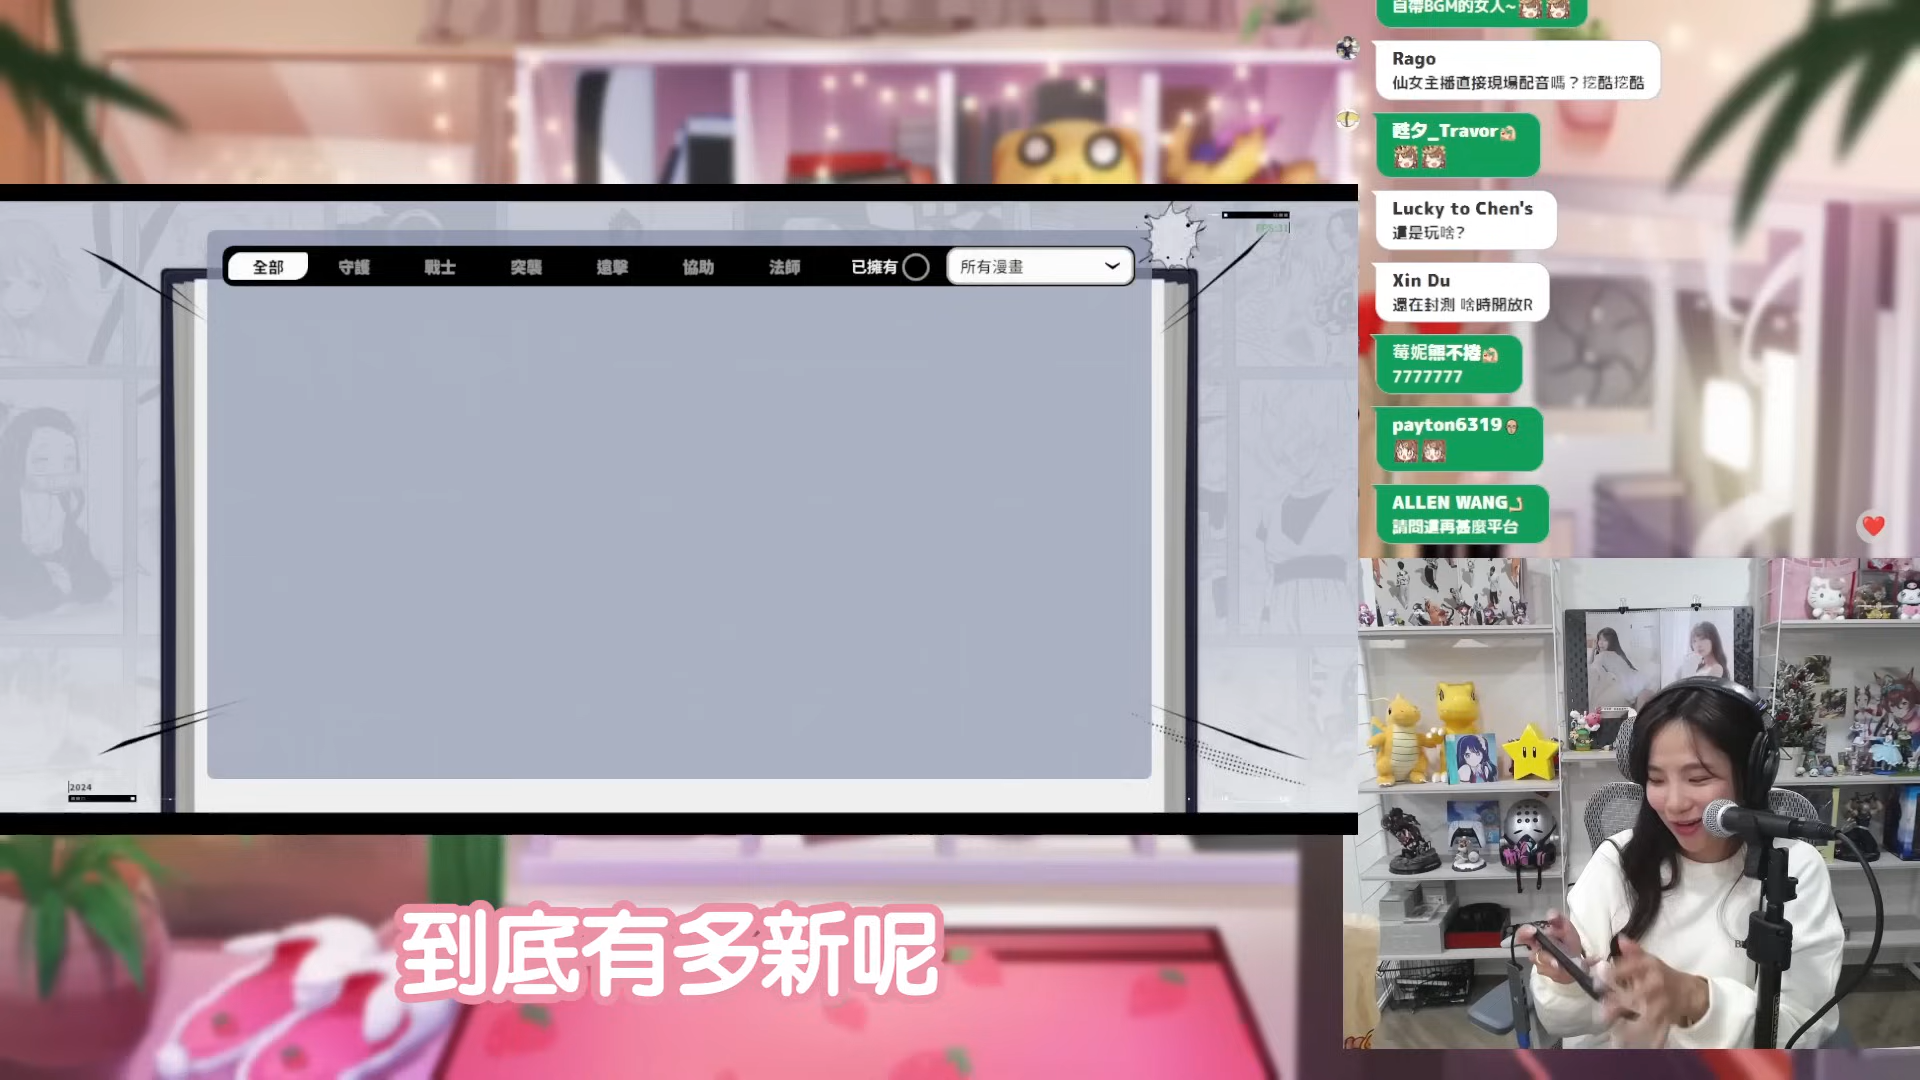 全部
守護
戰士
突襲
遠擊
協助
法師
已擁有
所有漫畫
2024
到底有多新呢
自帶BGM的女人~
Rago
仙女主播直接現場配音嗎？挖酷挖酷
甦夕_Travor
Lucky to Chen's
還是玩啥?
Xin Du
還在封測 啥時開放R
莓妮熊不捲
7777777
payton6319
ALLEN WANG
請問還再甚麼平台